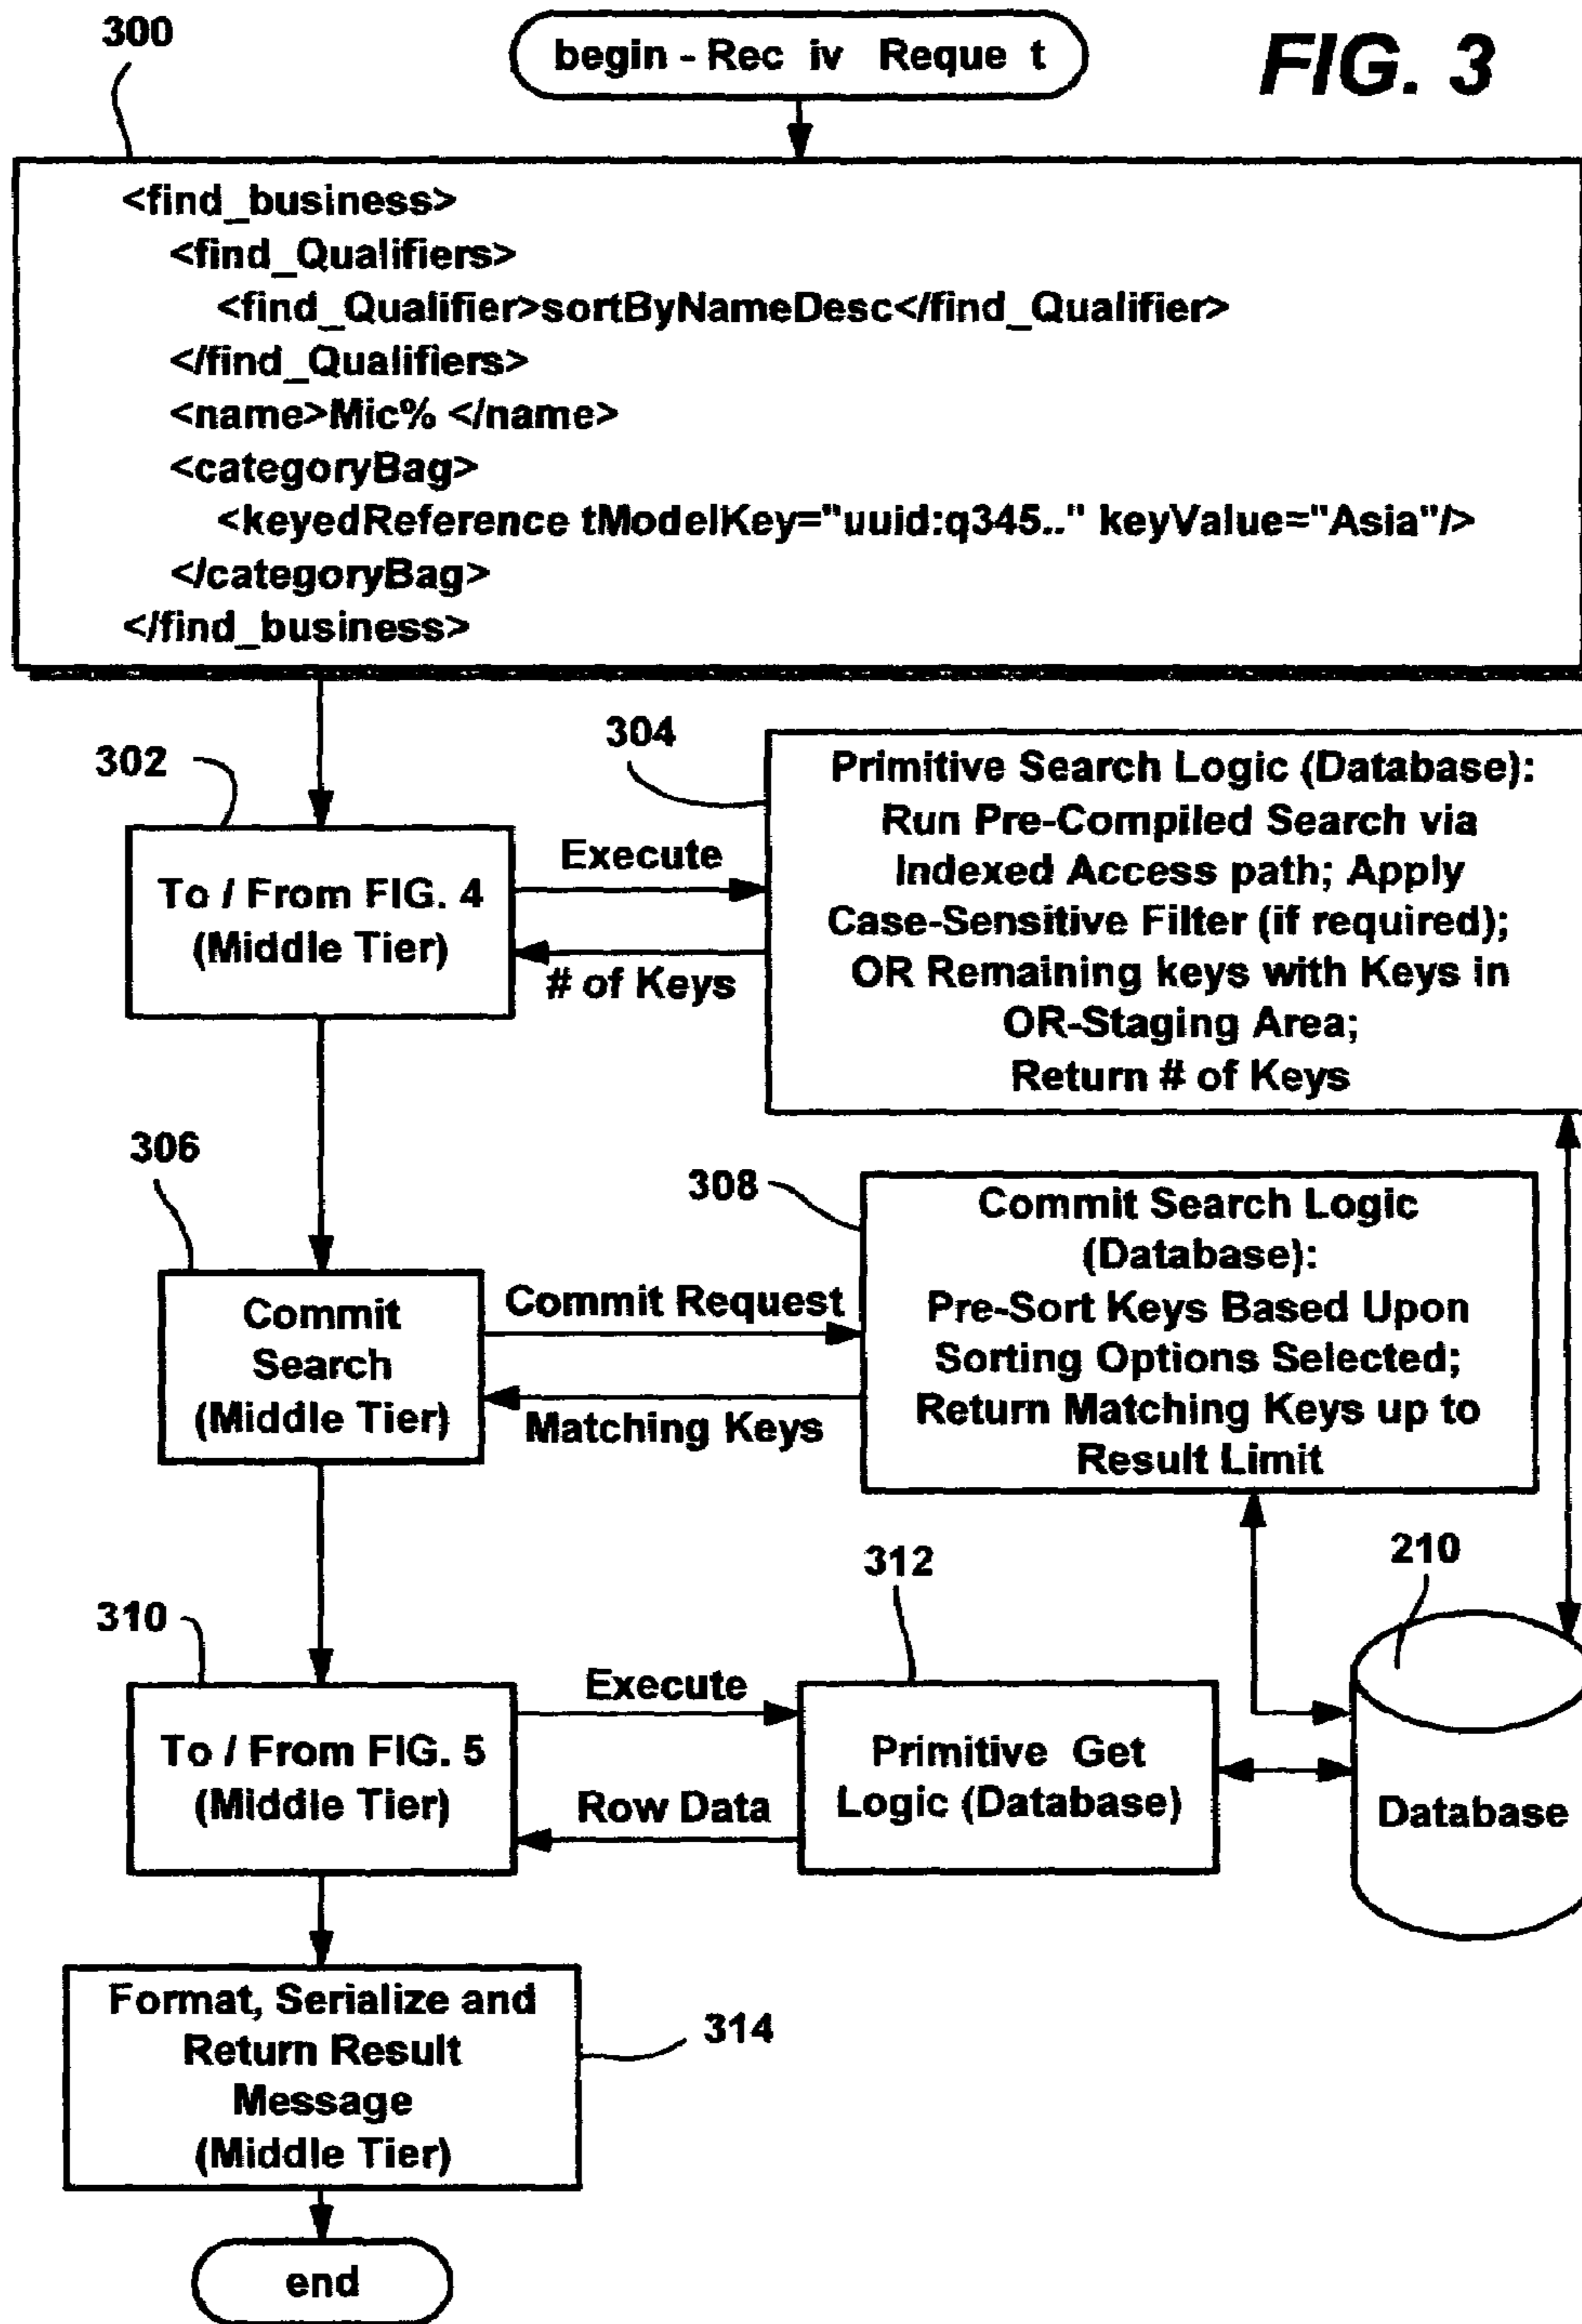 300
begin - Rec iv Reque t
FIG. 3
<find_business>
<find_Qualifiers>
<find_Qualifier>sortByNameDesc</find_Qualifier>
</find_Qualifiers>
<name>Mic% </name>
<categoryBag>
<keyedReference tModelKey="uuid:q345.." keyValue="Asia"/>
</categoryBag>
</find_business>
302
To / From FIG. 4
(Middle Tier)
Execute
# of Keys
304
Primitive Search Logic (Database):
Run Pre-Compiled Search via
Indexed Access path; Apply
Case-Sensitive Filter (if required);
OR Remaining keys with Keys in
OR-Staging Area;
Return # of Keys
306
Commit
Search
(Middle Tier)
Commit Request
Matching Keys
308
Commit Search Logic
(Database):
Pre-Sort Keys Based Upon
Sorting Options Selected;
Return Matching Keys up to
Result Limit
310
To / From FIG. 5
(Middle Tier)
Execute
Row Data
312
Primitive Get
Logic (Database)
210
Database
Format, Serialize and
Return Result
Message
(Middle Tier)
314
end